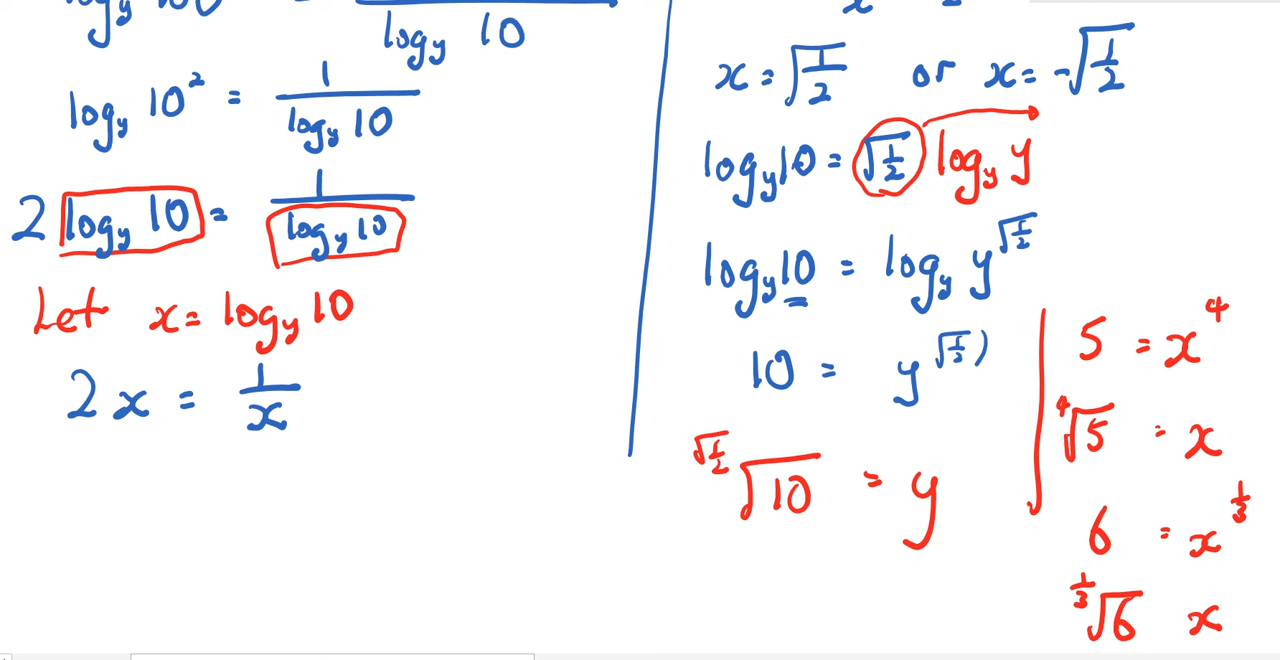 log_y 100 = ――― / log_y 10
log_y 10² = 1 / log_y 10
2 log_y 10 = 1 / log_y 10
Let x = log_y 10
2x = 1/x
x = √(1/2) or x = -√(1/2)
log_y 10 = √(1/2) log_y y
log_y 10 = log_y y^√(1/2)
10 = y^√(1/2) )
^√(1/2)√10 = y
5 = x⁴
⁴√5 = x
6 = x^(1/3)
^(1/3)√6 x